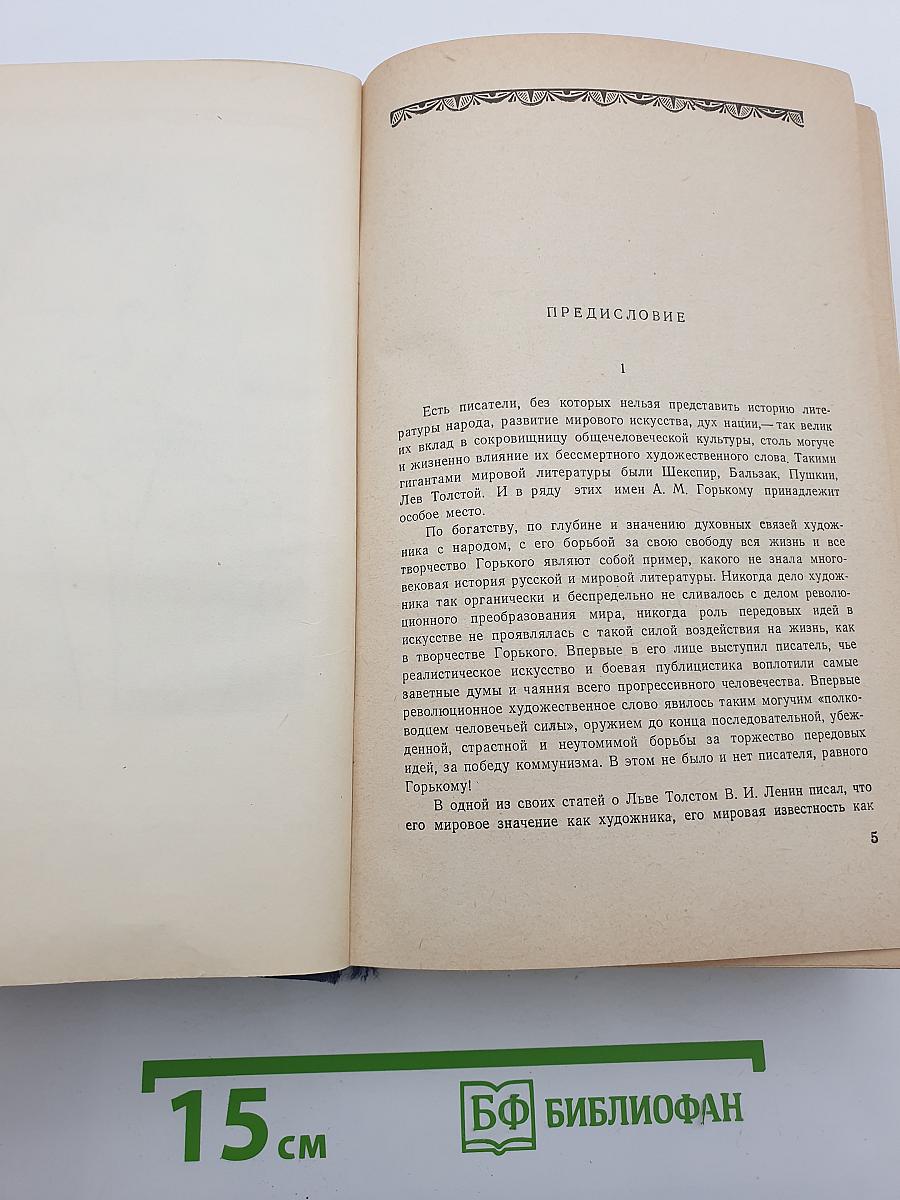 ПРЕДИСЛОВИЕ
1
Есть писатели, без которых нельзя представить историю лите-
ратуры народа, развитие мирового искусства, дух нации,— так велик
их вклад в сокровищницу общечеловеческой культуры, столь могуче
и жизненно влияние их бессмертного художественного слова. Такими
гигантами мировой литературы были Шекспир, Бальзак, Пушкин,
Лев Толстой. И в ряду этих имен А. М. Горькому принадлежит
особое место.
По богатству, по глубине и значению духовных связей худож-
ника с народом, с его борьбой за свою свободу вся жизнь и все
творчество Горького являют собой пример, какого не знала много-
вековая история русской и мировой литературы. Никогда дело худож-
ника так органически и беспредельно не сливалось с делом револю-
ционного преобразования мира, никогда роль передовых идей в
искусстве не проявлялась с такой силой воздействия на жизнь, как
в творчестве Горького. Впервые в его лице выступил писатель, чье
реалистическое искусство и боевая публицистика воплотили самые
заветные думы и чаяния всего прогрессивного человечества. Впервые
революционное художественное слово явилось таким могучим «полко-
водцем человечьей силы», оружием до конца последовательной, убеж-
денной, страстной и неутомимой борьбы за торжество передовых
идей, за победу коммунизма. В этом не было и нет писателя, равного
Горькому!
В одной из своих статей о Льве Толстом В. И. Ленин писал, что
его мировое значение как художника, его мировая известность как
5
15 см
БФ БИБЛИОФАН